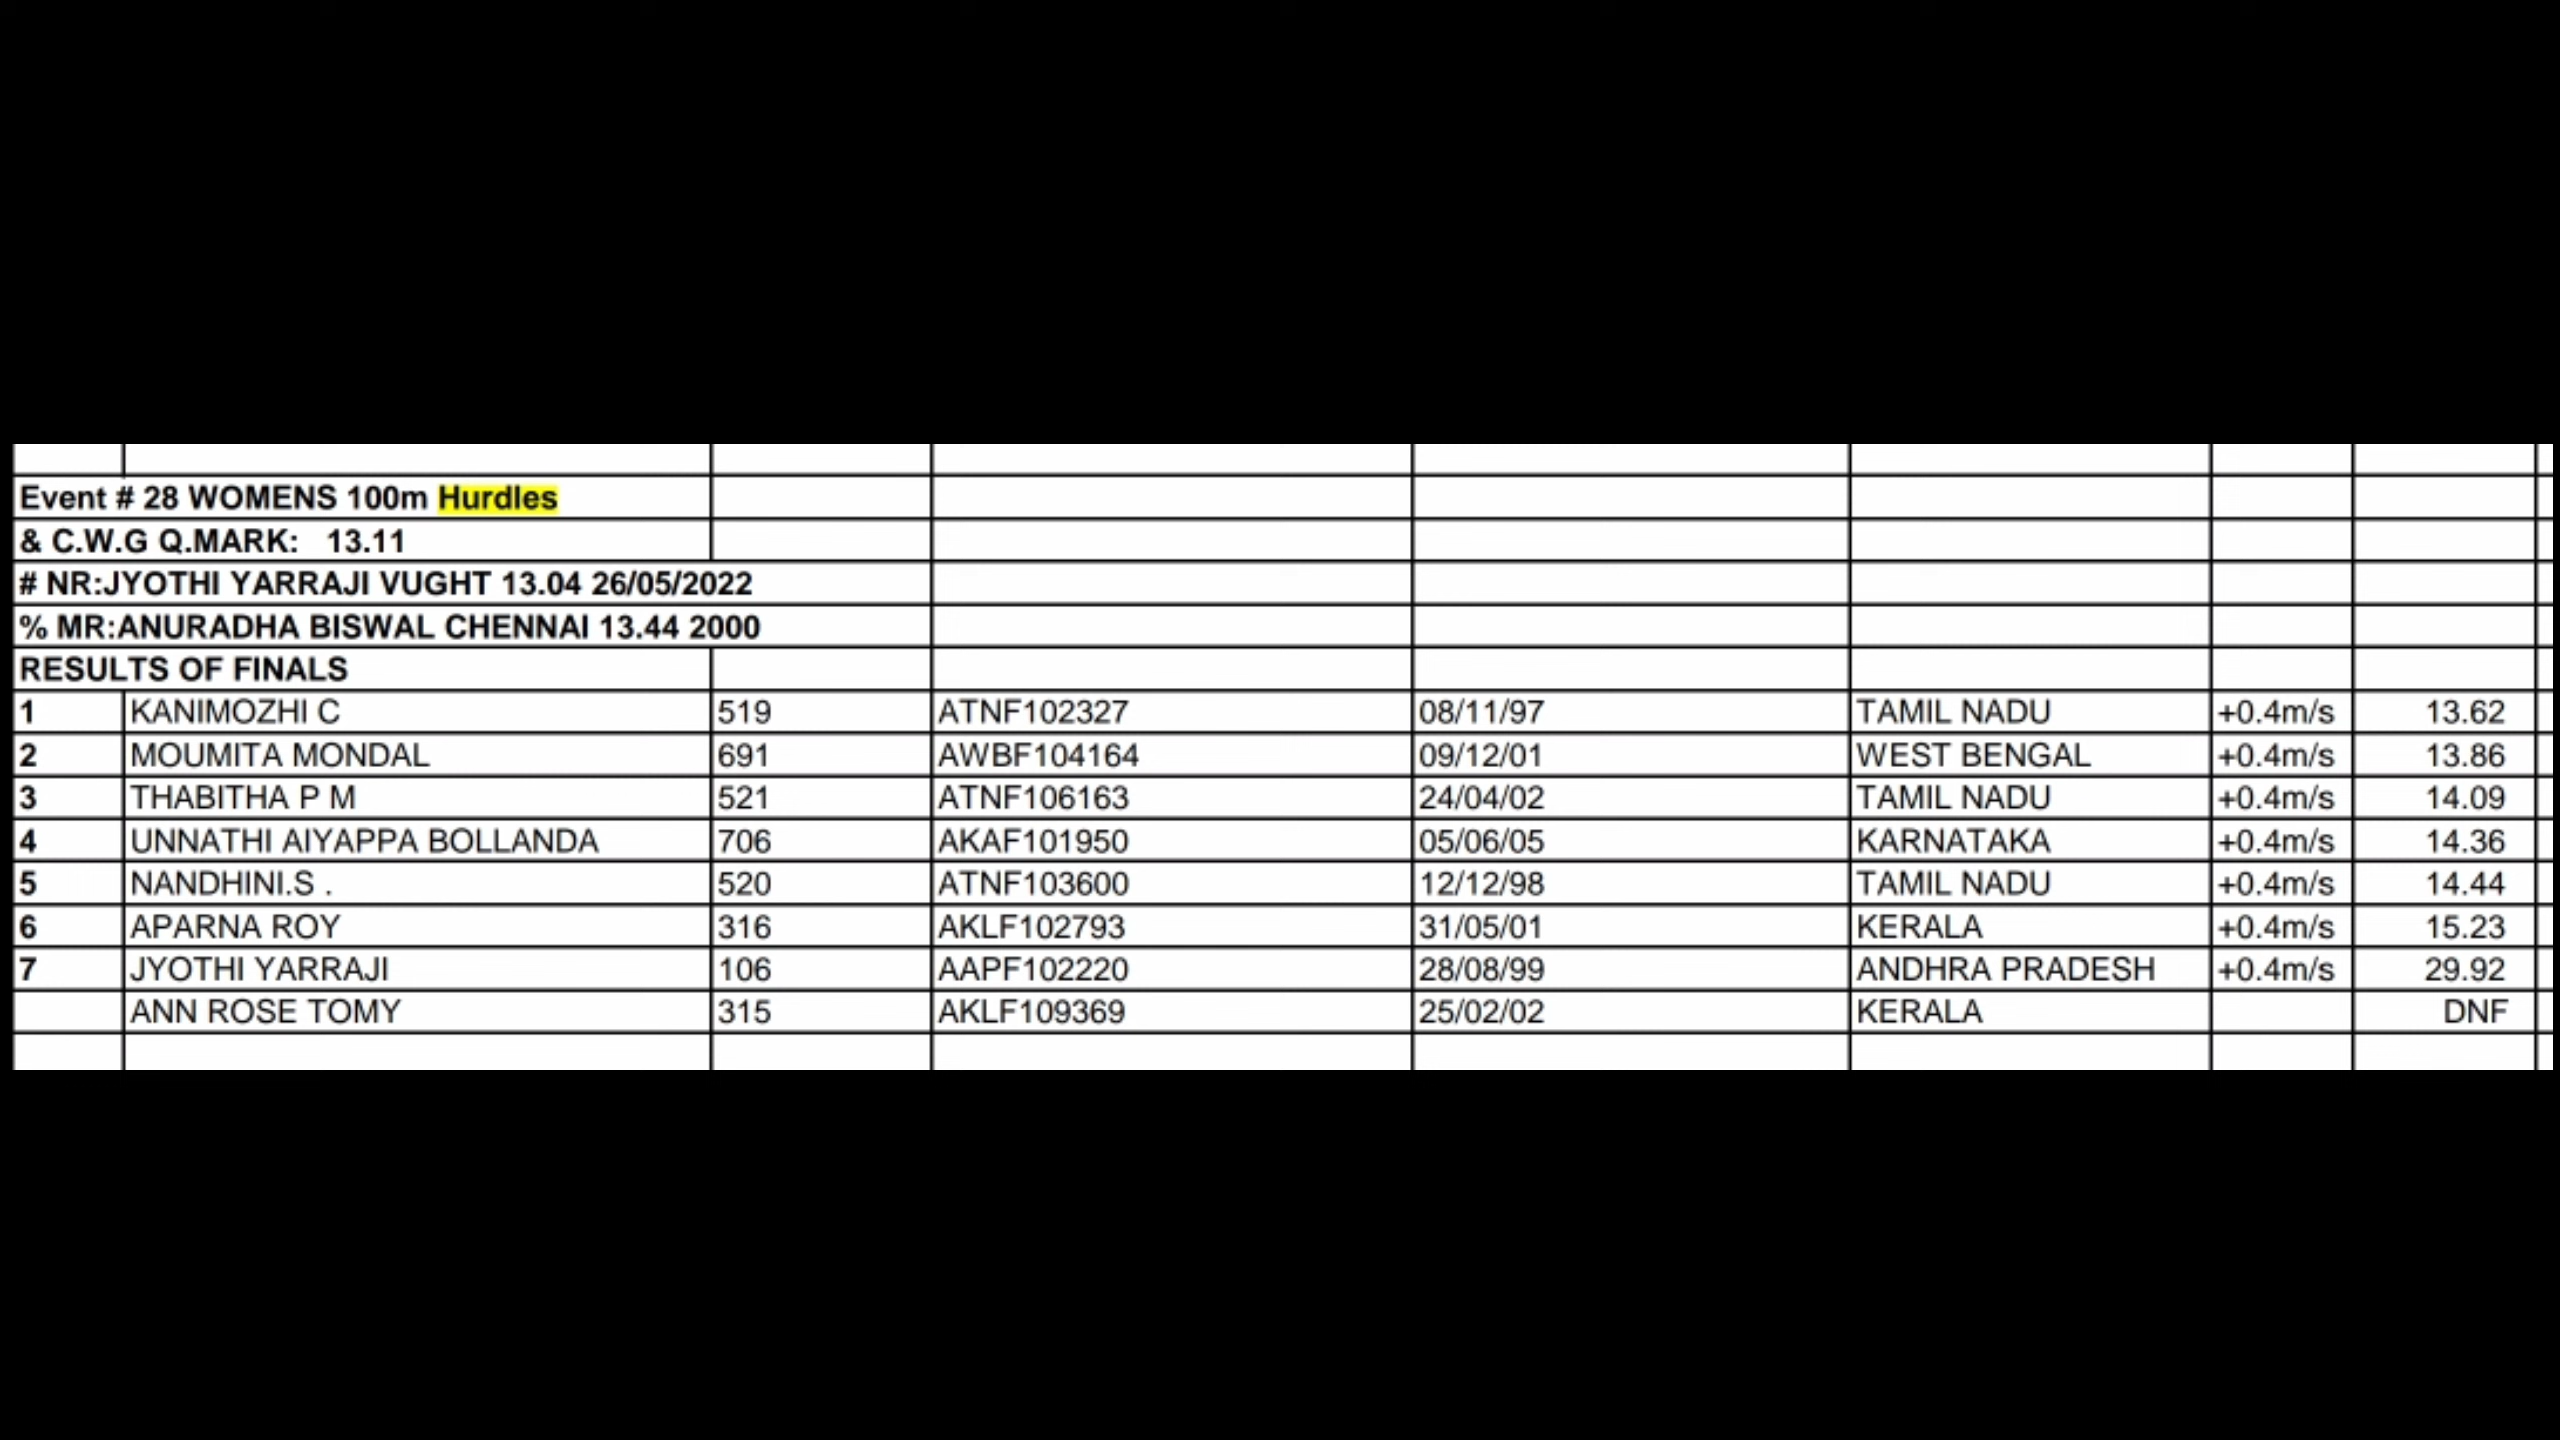 Event # 28 WOMENS 100m Hurdles
& C.W.G Q.MARK: 13.11
# NR:JYOTHI YARRAJI VUGHT 13.04 26/05/2022
% MR:ANURADHA BISWAL CHENNAI 13.44 2000
RESULTS OF FINALS
1 KANIMOZHI C 519 ATNF102327 08/11/97 TAMIL NADU +0.4m/s 13.62
2 MOUMITA MONDAL 691 AWBF104164 09/12/01 WEST BENGAL +0.4m/s 13.86
3 THABITHA P M 521 ATNF106163 24/04/02 TAMIL NADU +0.4m/s 14.09
4 UNNATHI AIYAPPA BOLLANDA 706 AKAF101950 05/06/05 KARNATAKA +0.4m/s 14.36
5 NANDHINI.S . 520 ATNF103600 12/12/98 TAMIL NADU +0.4m/s 14.44
6 APARNA ROY 316 AKLF102793 31/05/01 KERALA +0.4m/s 15.23
7 JYOTHI YARRAJI 106 AAPF102220 28/08/99 ANDHRA PRADESH +0.4m/s 29.92
ANN ROSE TOMY 315 AKLF109369 25/02/02 KERALA DNF